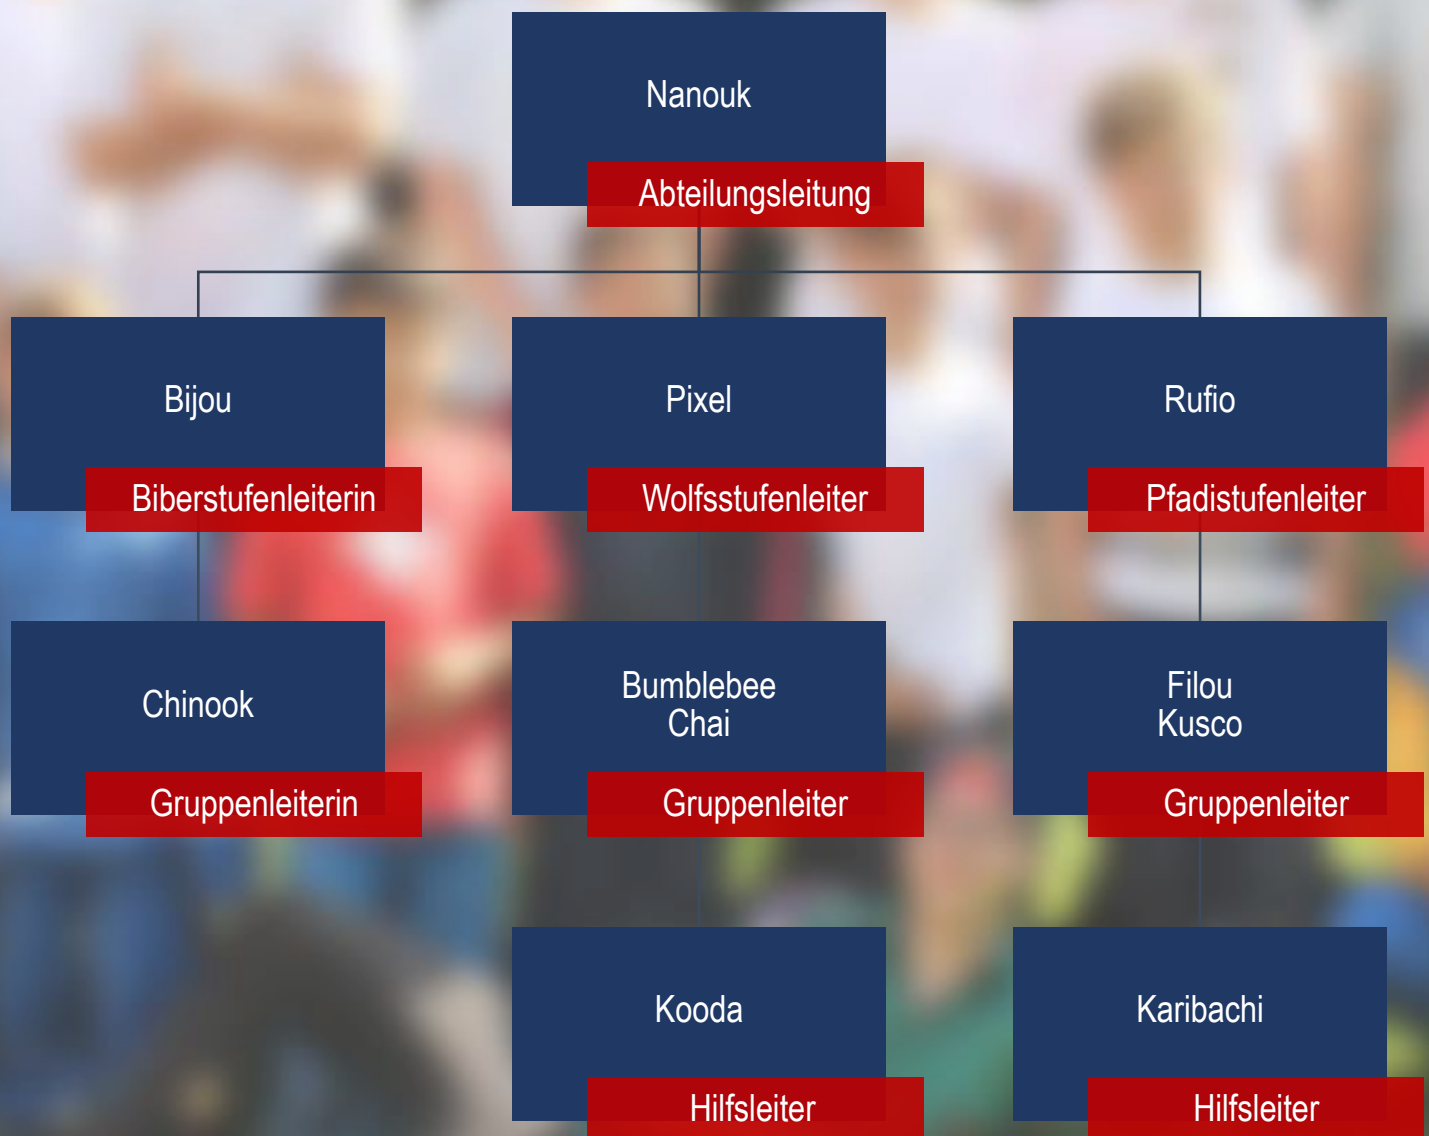 Nanouk
Abteilungsleitung
Bijou
Biberstufenleiterin
Pixel
Wolfsstufenleiter
Rufio
Pfadistufenleiter
Chinook
Gruppenleiterin
Bumblebee
Chai
Gruppenleiter
Filou
Kusco
Gruppenleiter
Kooda
Hilfsleiter
Karibachi
Hilfsleiter